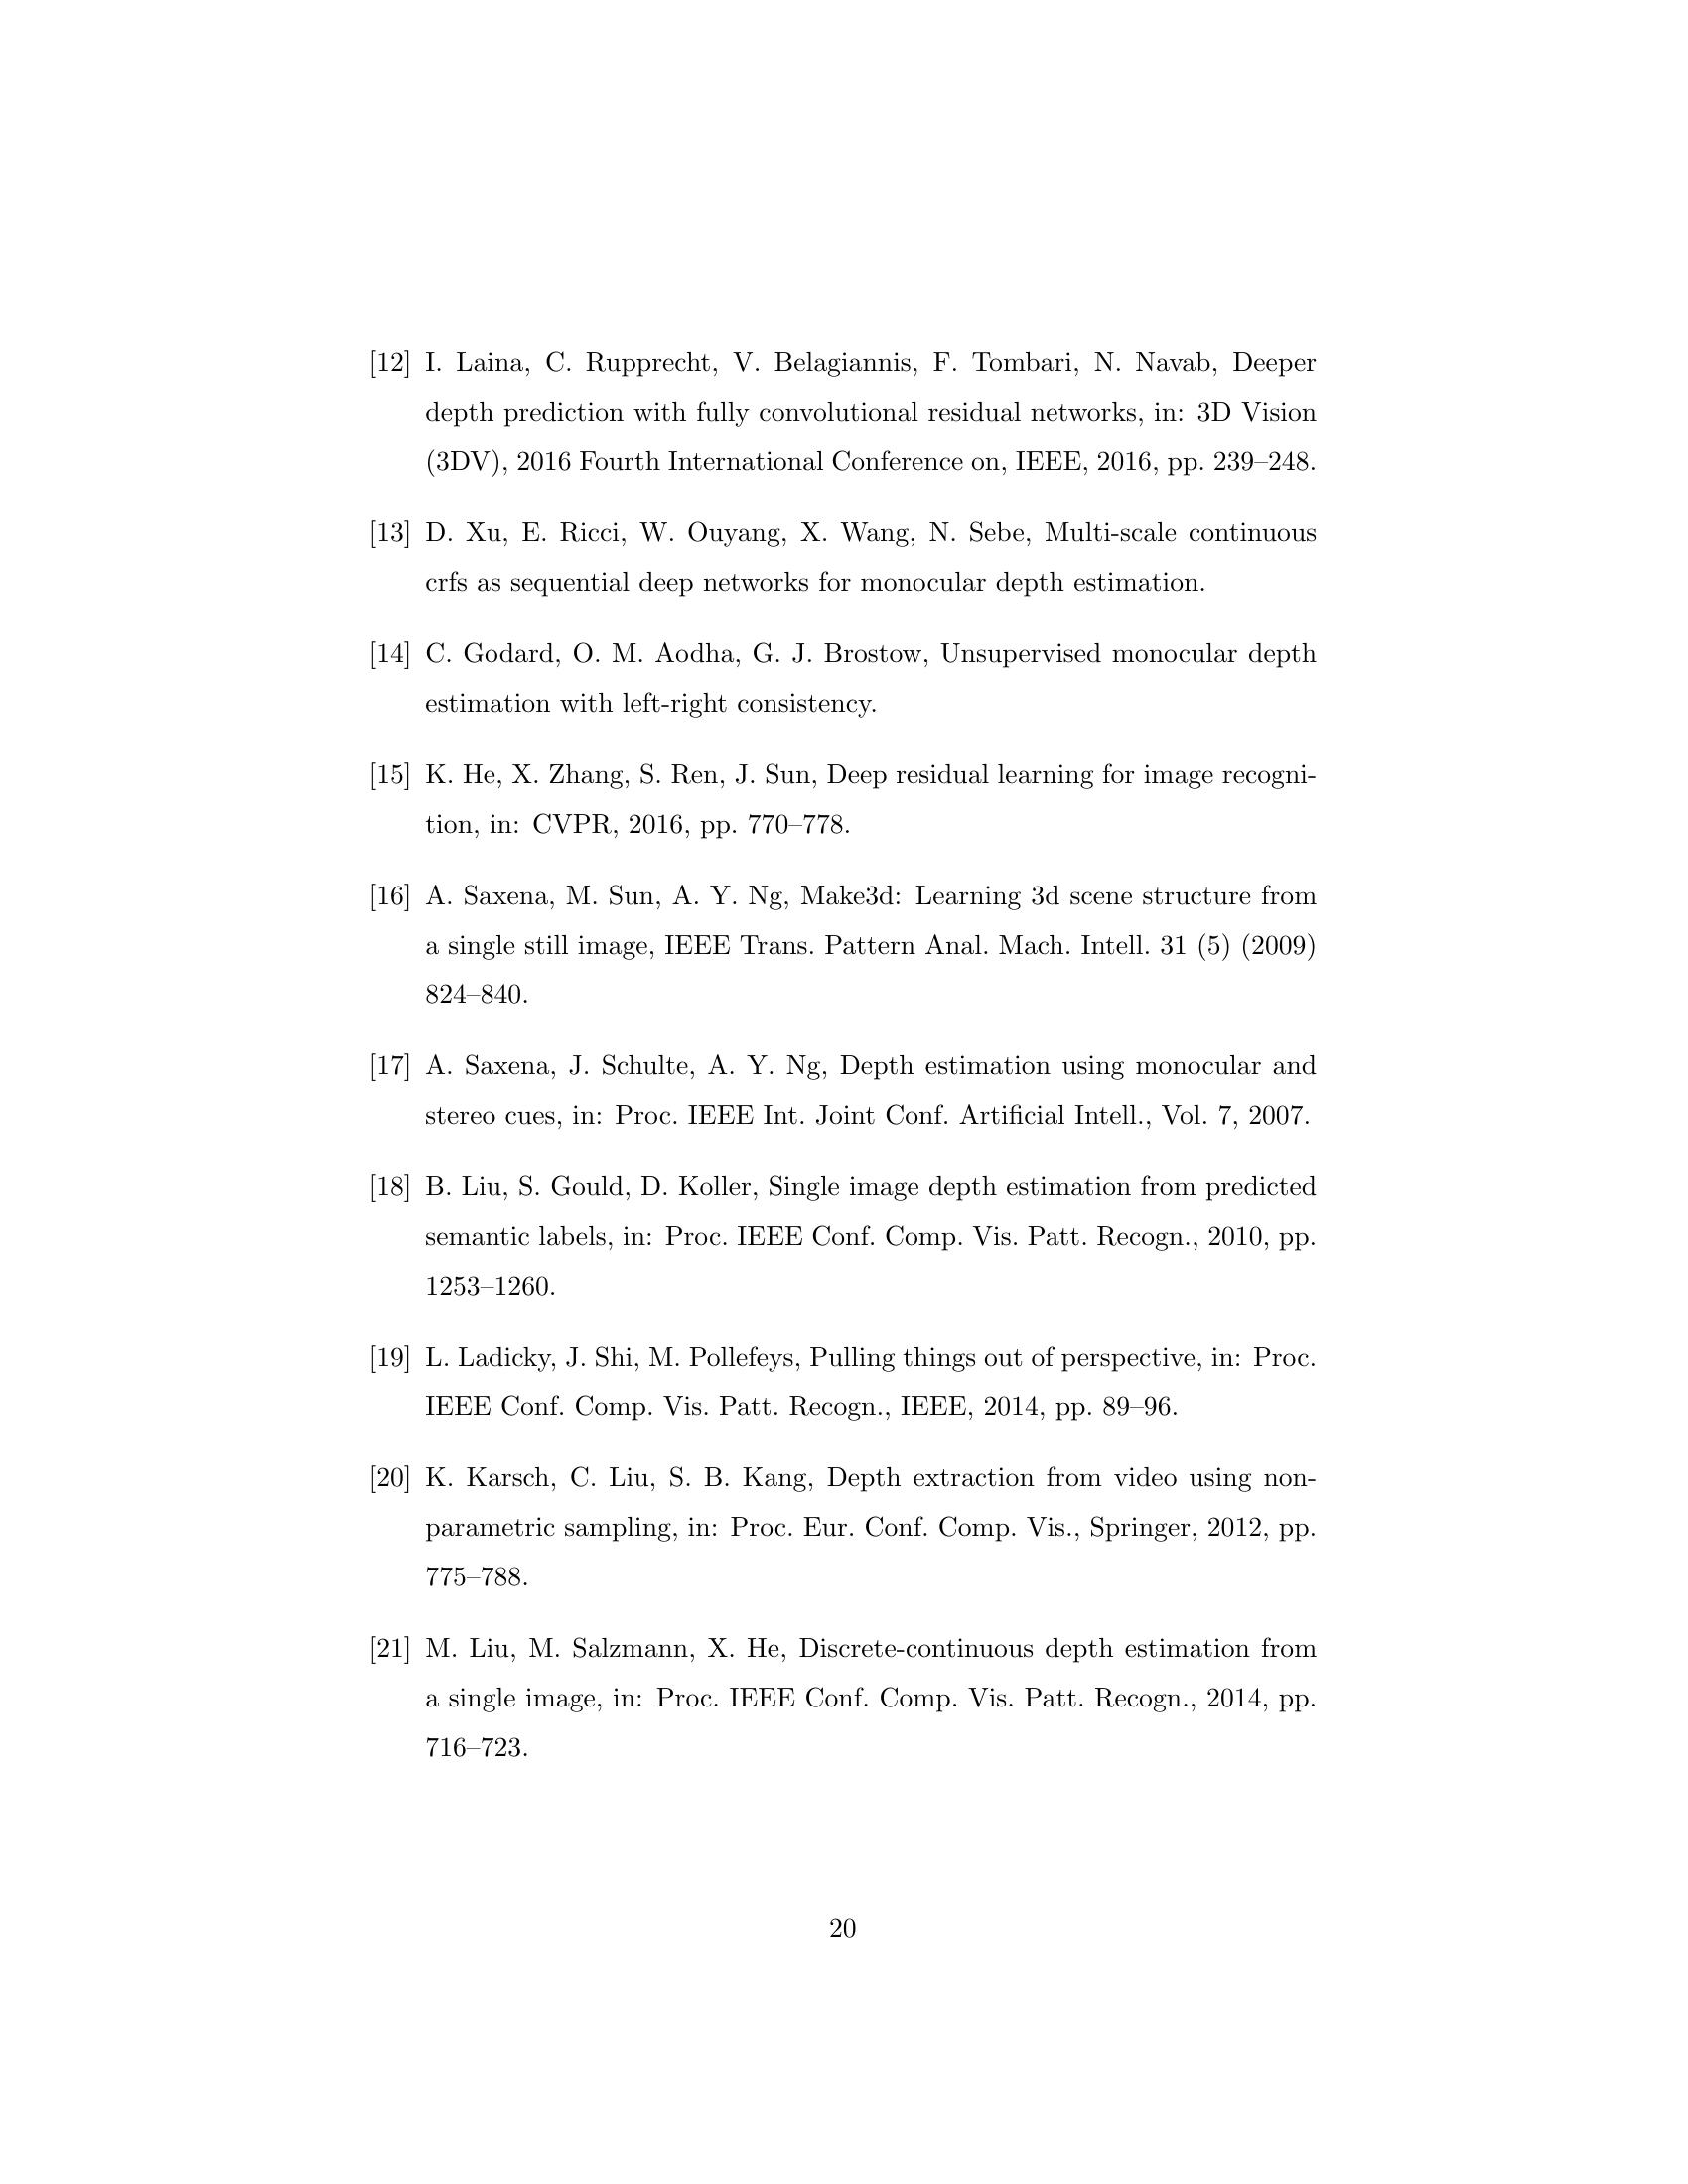 [12] I. Laina, C. Rupprecht, V. Belagiannis, F. Tombari, N. Navab, Deeper
depth prediction with fully convolutional residual networks, in: 3D Vision
(3DV), 2016 Fourth International Conference on, IEEE, 2016, pp. 239–248.
[13] D. Xu, E. Ricci, W. Ouyang, X. Wang, N. Sebe, Multi-scale continuous
crfs as sequential deep networks for monocular depth estimation.
[14] C. Godard, O. M. Aodha, G. J. Brostow, Unsupervised monocular depth
estimation with left-right consistency.
[15] K. He, X. Zhang, S. Ren, J. Sun, Deep residual learning for image recogni-
tion, in: CVPR, 2016, pp. 770–778.
[16] A. Saxena, M. Sun, A. Y. Ng, Make3d: Learning 3d scene structure from
a single still image, IEEE Trans. Pattern Anal. Mach. Intell. 31 (5) (2009)
824–840.
[17] A. Saxena, J. Schulte, A. Y. Ng, Depth estimation using monocular and
stereo cues, in: Proc. IEEE Int. Joint Conf. Artificial Intell., Vol. 7, 2007.
[18] B. Liu, S. Gould, D. Koller, Single image depth estimation from predicted
semantic labels, in: Proc. IEEE Conf. Comp. Vis. Patt. Recogn., 2010, pp.
1253–1260.
[19] L. Ladicky, J. Shi, M. Pollefeys, Pulling things out of perspective, in: Proc.
IEEE Conf. Comp. Vis. Patt. Recogn., IEEE, 2014, pp. 89–96.
[20] K. Karsch, C. Liu, S. B. Kang, Depth extraction from video using non-
parametric sampling, in: Proc. Eur. Conf. Comp. Vis., Springer, 2012, pp.
775–788.
[21] M. Liu, M. Salzmann, X. He, Discrete-continuous depth estimation from
a single image, in: Proc. IEEE Conf. Comp. Vis. Patt. Recogn., 2014, pp.
716–723.
20